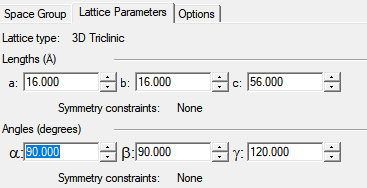 Space Group Lattice Parameters Options
Lattice type: 3D Triclinic
Lengths (Å)
a: 16.000 b: 16.000 c: 56.000
Symmetry constraints: None
Angles (degrees)
α: 90.000 β: 90.000 γ: 120.000
Symmetry constraints: None